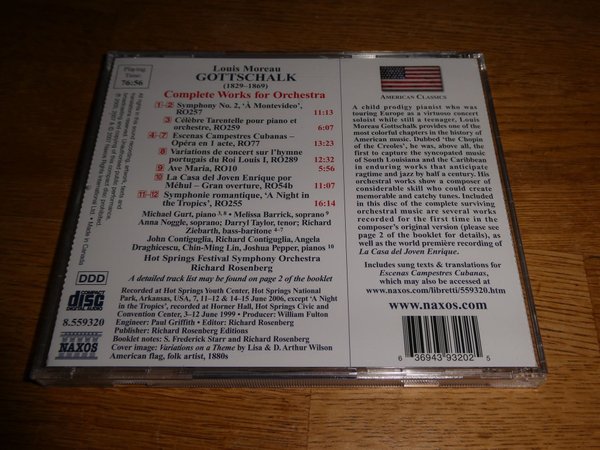 Playing Time: 76:56
Louis Moreau
GOTTSCHALK
(1829–1869)
Complete Works for Orchestra
1–2 Symphony No. 2, ‘À Montevideo’, RO257 11:13
3 Célèbre Tarentelle pour piano et orchestre, RO259 6:07
4–7 Escenas Campestres Cubanas – Opéra en 1 acte, RO77 13:23
8 Variations de concert sur l’hymne portugais du Roi Louis I, RO289 12:32
9 Ave Maria, RO10 5:56
10 La Casa del Joven Enrique por Méhul – Gran overture, RO54b 11:07
11–12 Symphonie romantique, ‘A Night in the Tropics’, RO255 16:14
Michael Gurt, piano 3, 8 • Melissa Barrick, soprano 9
Anna Noggle, soprano; Darryl Taylor, tenor; Richard
Ziebarth, bass-baritone 4–7
John Contiguglia, Richard Contiguglia, Angela
Draghicescu, Chin-Ming Lin, Joshua Pepper, pianos 10
Hot Springs Festival Symphony Orchestra
Richard Rosenberg
A detailed track list may be found on page 2 of the booklet
Recorded at Hot Springs Youth Center, Hot Springs National
Park, Arkansas, USA, 7, 11–12 & 14–15 June 2006, except ‘A Night
in the Tropics’, recorded at Horner Hall, Hot Springs Civic and
Convention Center, 3–12 June 1999 • Producer: William Fulton
Engineer: Paul Griffith • Editor: Richard Rosenberg
Publisher: Richard Rosenberg Editions
Booklet notes: S. Frederick Starr and Richard Rosenberg
Cover image: Variations on a Theme by Lisa & D. Arthur Wilson
American flag, folk artist, 1880s
DDD
COMPACT
disc
DIGITAL AUDIO
8.559320
NAXOS
AMERICAN CLASSICS
A child prodigy pianist who was
touring Europe as a virtuoso concert
soloist while still a teenager, Louis
Moreau Gottschalk provides one of the
most colorful chapters in the history of
American music. Dubbed ‘the Chopin
of the Creoles’, he was, above all, the
first to capture the syncopated music
of South Louisiana and the Caribbean
in enduring works that anticipate
ragtime and jazz by half a century. His
orchestral works show a composer of
considerable skill who could create
memorable and catchy tunes. Included
in this disc of the complete surviving
orchestral music are several works
recorded for the first time in the
composer’s original version (please see
page 2 of the booklet for details), as
well as the world première recording of
La Casa del Joven Enrique.
Includes sung texts & translations for
Escenas Campestres Cubanas,
which may also be accessed at
www.naxos.com/libretti/559320.htm
www.naxos.com
6 36943 93202 5